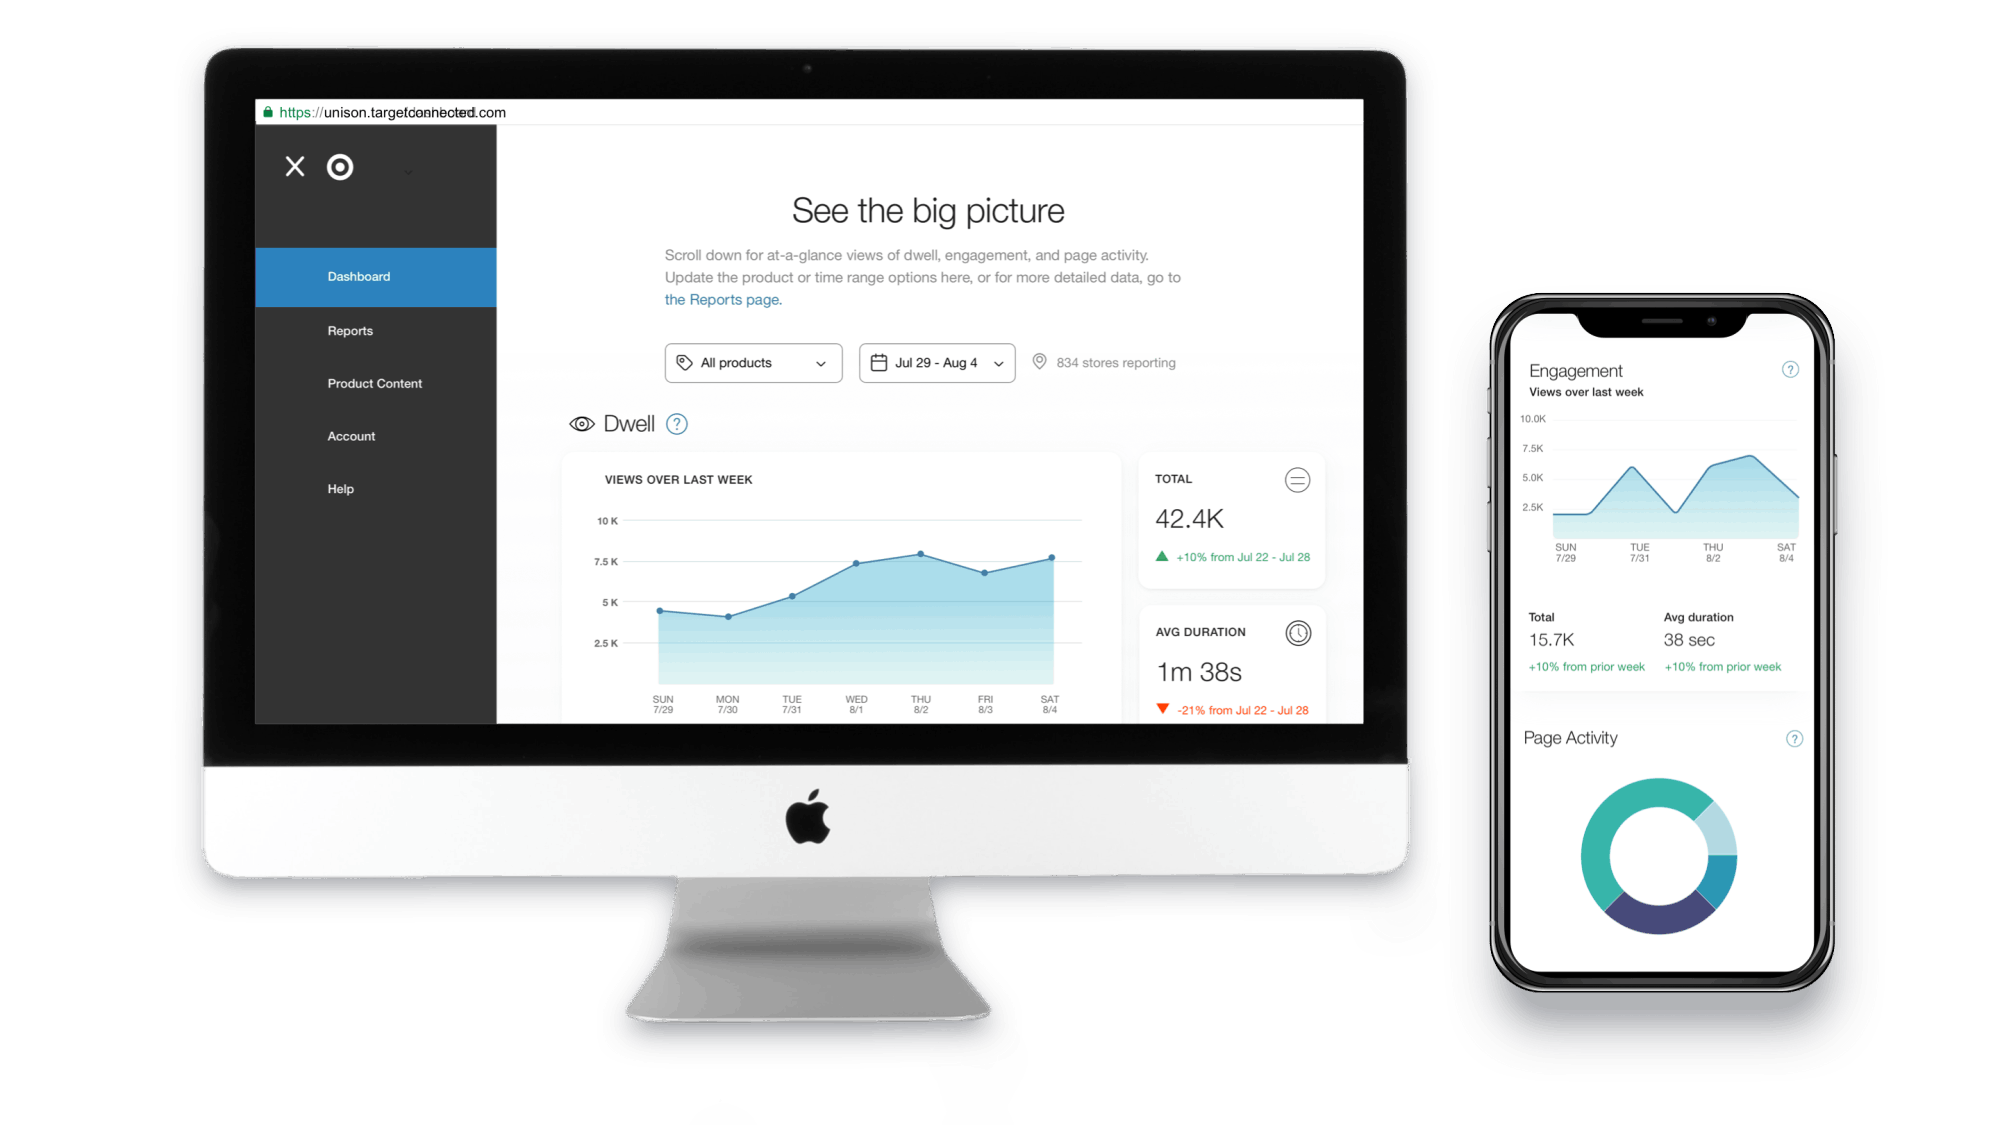 https://unison.targetconnected.com
See the big picture
Scroll down for at-a-glance views of dwell, engagement, and page activity.
Update the product or time range options here, or for more detailed data, go to
the Reports page.
Dashboard
Reports
Product Content
Account
Help
All products
Jul 29 - Aug 4
834 stores reporting
Dwell ?
VIEWS OVER LAST WEEK
10 K
7.5 K
5 K
2.5 K
SUN MON TUE WED THU FRI SAT
7/29 7/30 7/31 8/1 8/2 8/3 8/4
TOTAL
42.4K
+10% from Jul 22 - Jul 28
AVG DURATION
1m 38s
-21% from Jul 22 - Jul 28
Engagement ?
Views over last week
10.0K
7.5K
5.0K
2.5K
SUN TUE THU SAT
7/29 7/31 8/2 8/4
Total Avg duration
15.7K 38 sec
+10% from prior week +10% from prior week
Page Activity ?